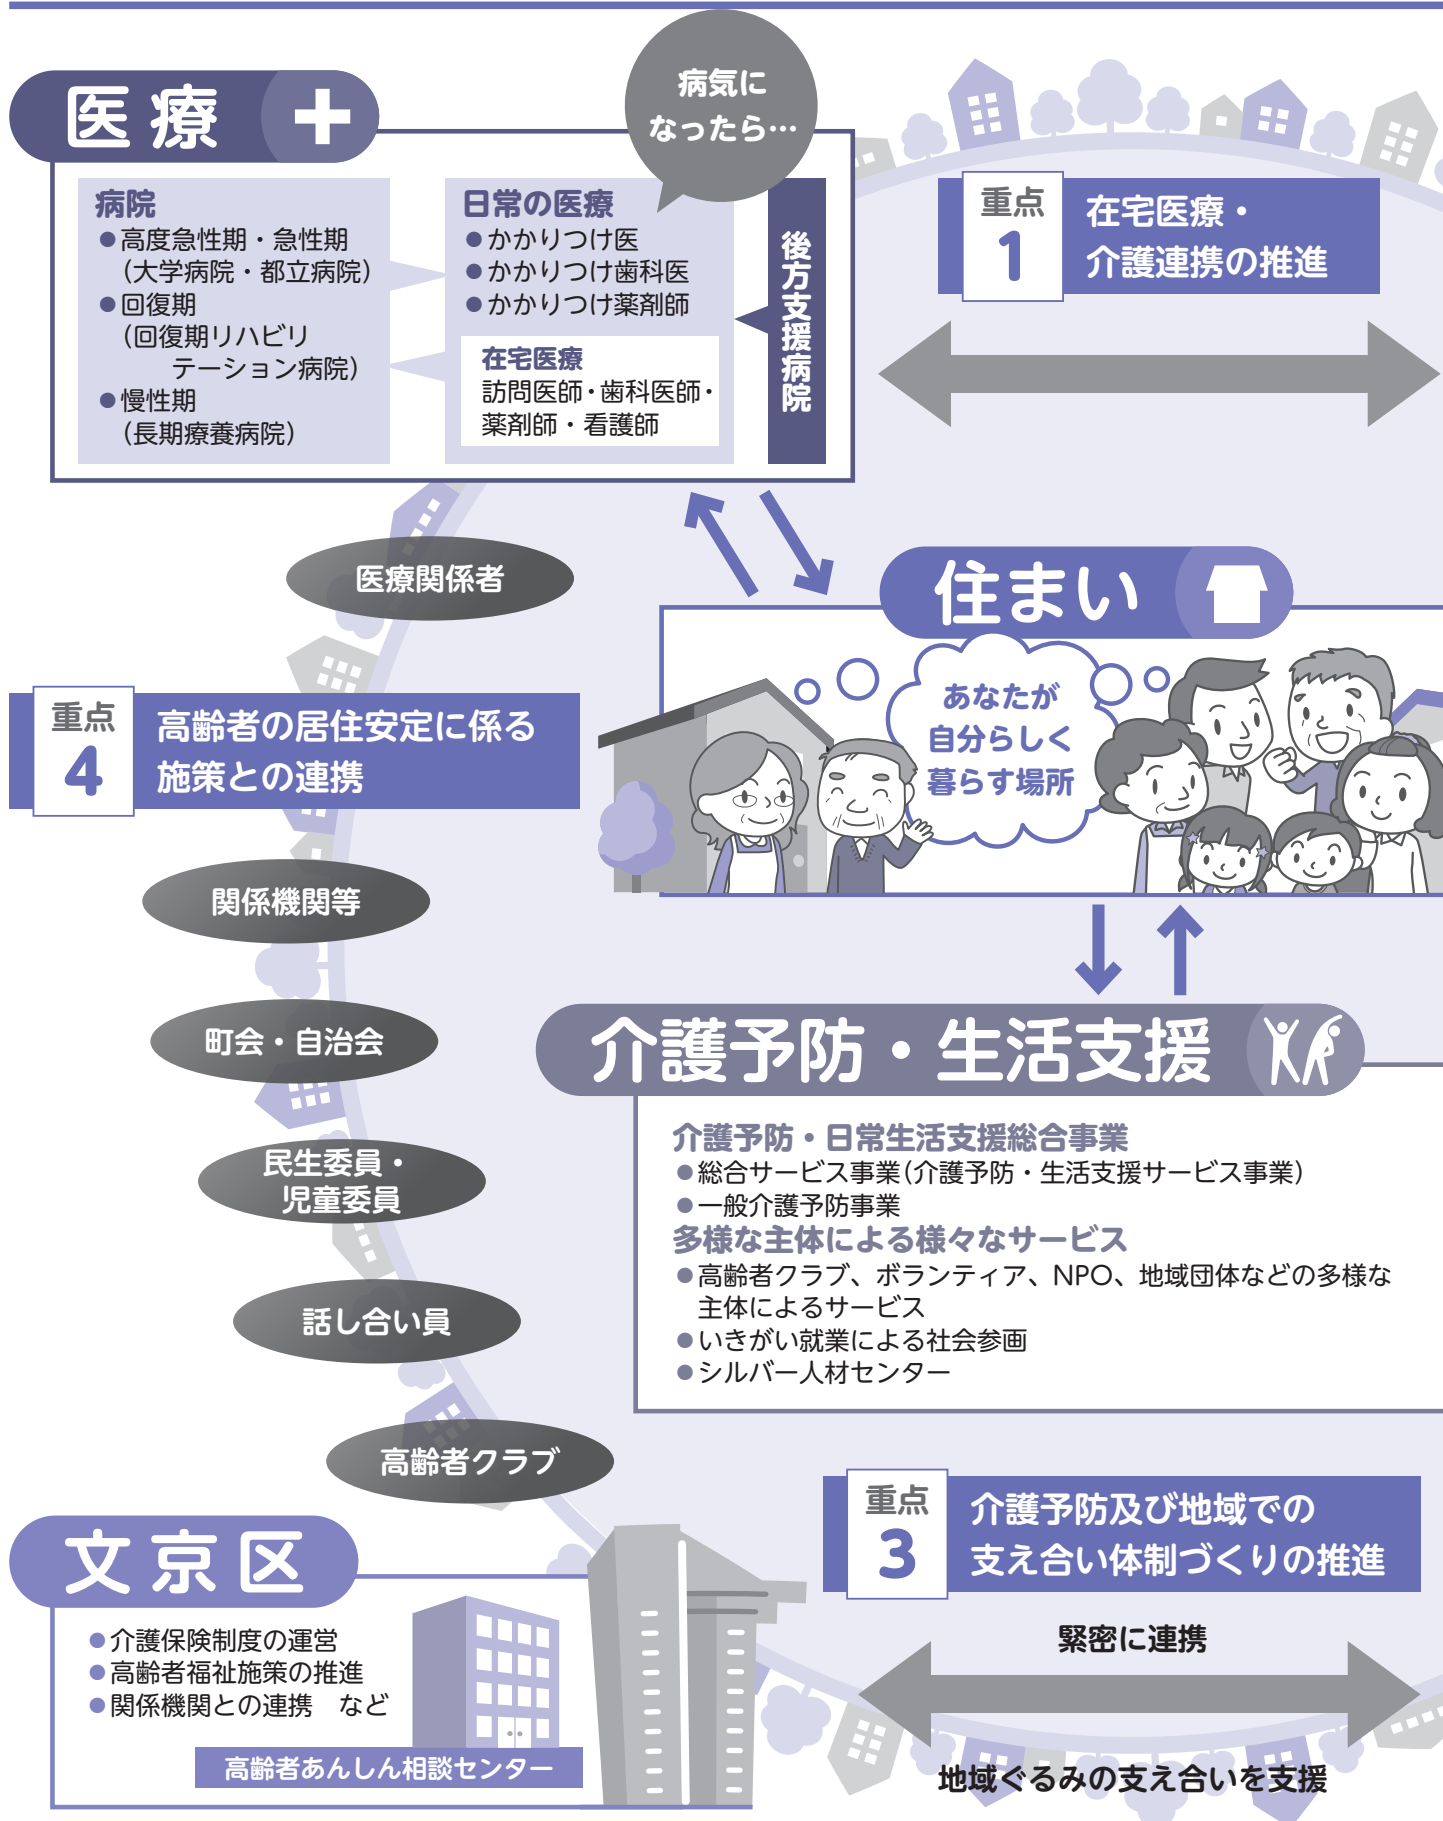 病気に
なったら…
医療
病院
●高度急性期・急性期
(大学病院・都立病院)
●回復期
(回復期リハビリ
テーション病院)
●慢性期
(長期療養病院)
日常の医療
●かかりつけ医
●かかりつけ歯科医
●かかりつけ薬剤師
在宅医療
訪問医師・歯科医師・
薬剤師・看護師
後方支援病院
重点
1
在宅医療・
介護連携の推進
医療関係者
住まい
あなたが
自分らしく
暮らす場所
重点
4
高齢者の居住安定に係る
施策との連携
関係機関等
町会・自治会
民生委員・
児童委員
話し合い員
高齢者クラブ
介護予防・生活支援
介護予防・日常生活支援総合事業
●総合サービス事業(介護予防・生活支援サービス事業)
●一般介護予防事業
多様な主体による様々なサービス
●高齢者クラブ、ボランティア、NPO、地域団体などの多様な
主体によるサービス
●いきがい就業による社会参画
●シルバー人材センター
重点
3
介護予防及び地域での
支え合い体制づくりの推進
緊密に連携
地域ぐるみの支え合いを支援
文京区
●介護保険制度の運営
●高齢者福祉施策の推進
●関係機関との連携　など
高齢者あんしん相談センター